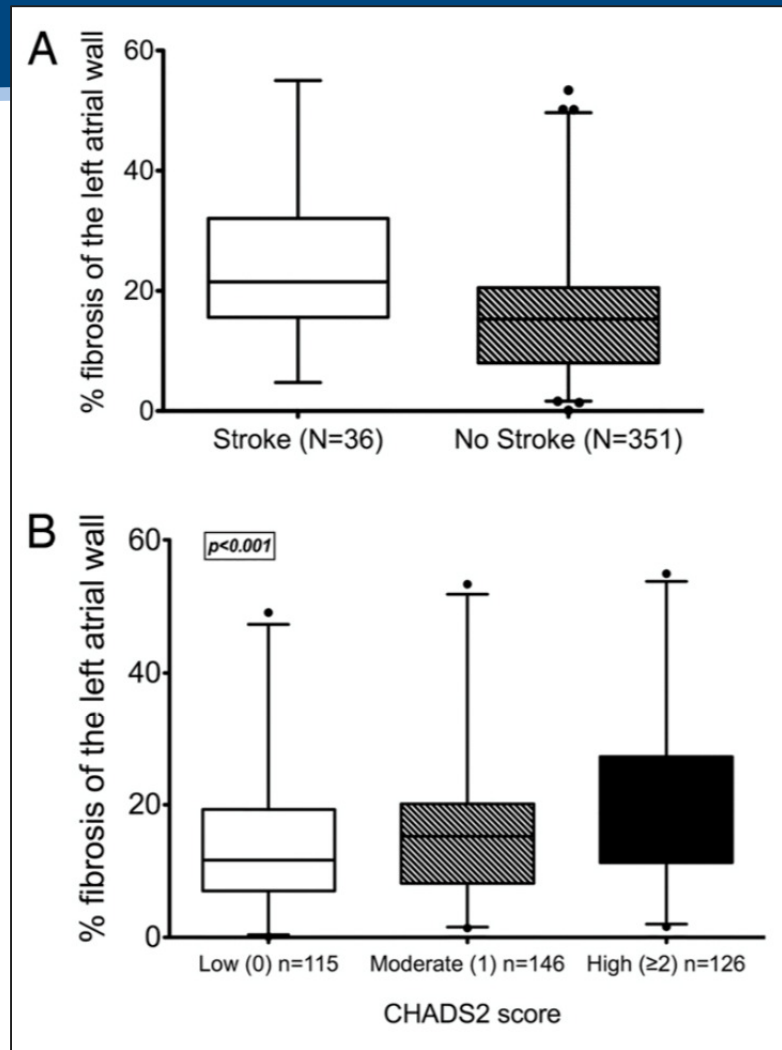 A
% fibrosis of the left atrial wall
60
40
20
0
Stroke (N=36) No Stroke (N=351)
B
% fibrosis of the left atrial wall
60
p<0.001
40
20
0
Low (0) n=115 Moderate (1) n=146 High (≥2) n=126
CHADS2 score